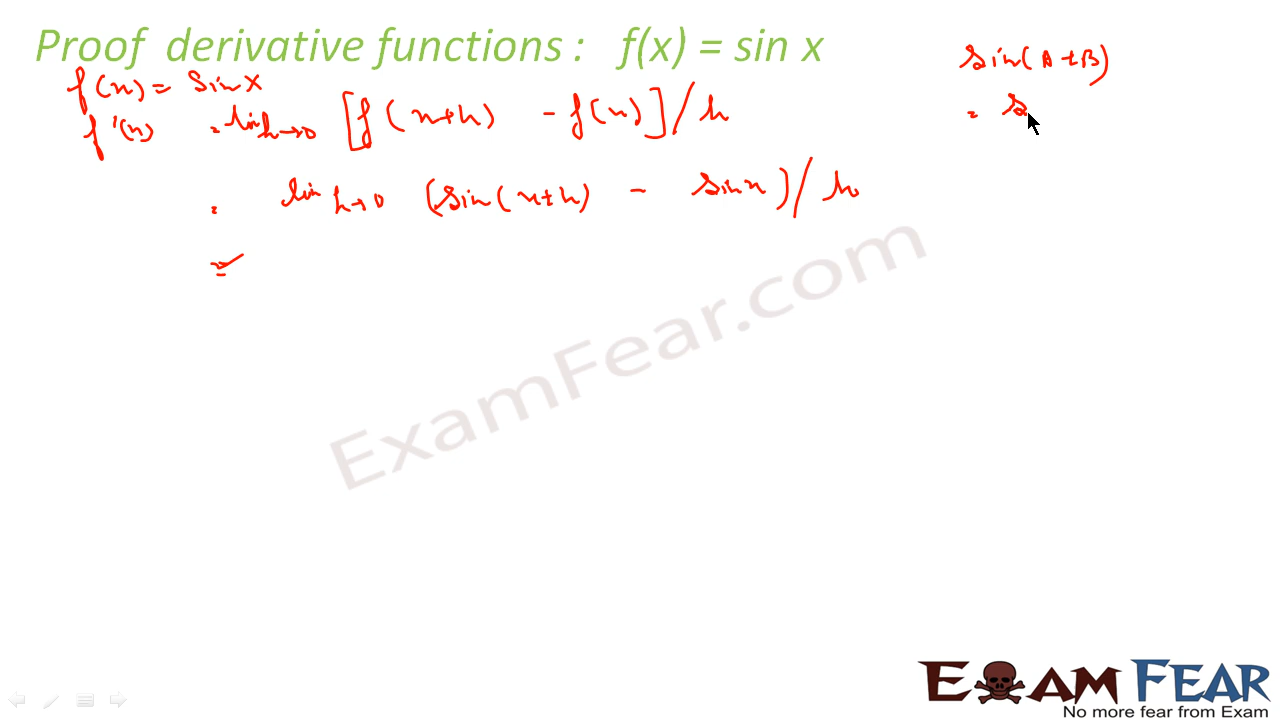 Proof derivative functions : f(x) = sin x
f(x) = sin x
sin(A+B)
f'(x) = lim h→0 [f(x+h) - f(x)]/h
= s
= lim h→0 (sin(x+h) - sin x)/h
=
ExamFear.com
EXAM FEAR
No more fear from Exam